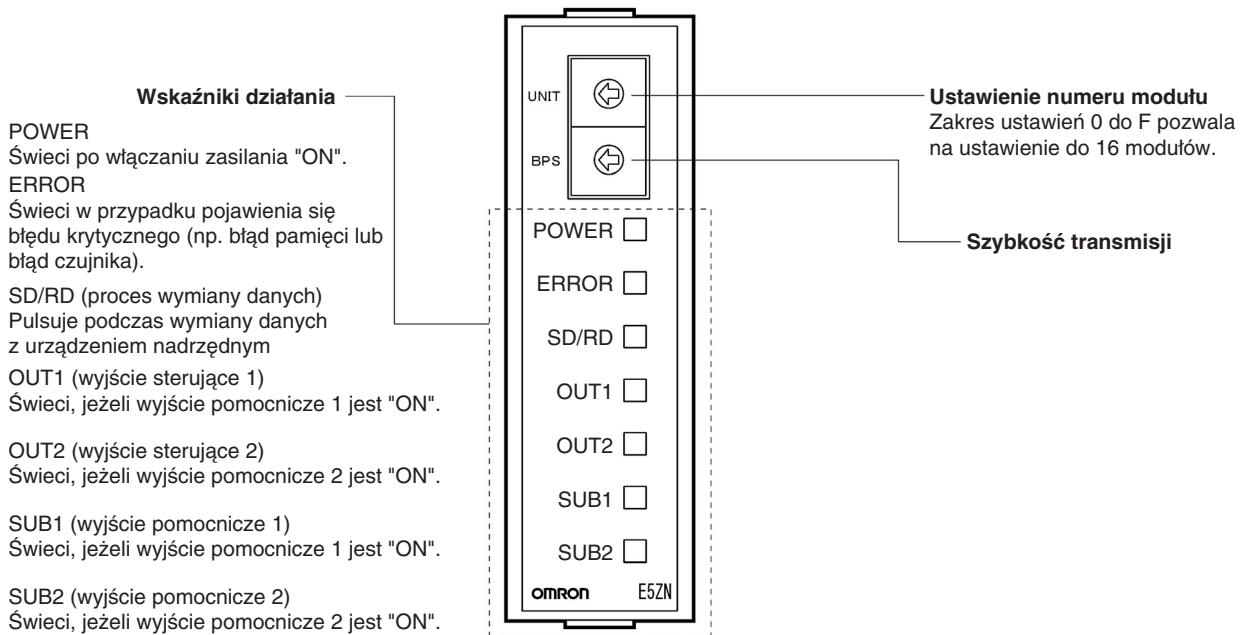 Wskaźniki działania
POWER
Świeci po włączaniu zasilania "ON".
ERROR
Świeci w przypadku pojawienia się
błędu krytycznego (np. błąd pamięci lub
błąd czujnika).
SD/RD (proces wymiany danych)
Pulsuje podczas wymiany danych
z urządzeniem nadrzędnym
OUT1 (wyjście sterujące 1)
Świeci, jeżeli wyjście pomocnicze 1 jest "ON".
OUT2 (wyjście sterujące 2)
Świeci, jeżeli wyjście pomocnicze 2 jest "ON".
SUB1 (wyjście pomocnicze 1)
Świeci, jeżeli wyjście pomocnicze 1 jest "ON".
SUB2 (wyjście pomocnicze 2)
Świeci, jeżeli wyjście pomocnicze 2 jest "ON".
UNIT
BPS
POWER
ERROR
SD/RD
OUT1
OUT2
SUB1
SUB2
OMRON E5ZN
Ustawienie numeru modułu
Zakres ustawień 0 do F pozwala
na ustawienie do 16 modułów.
Szybkość transmisji